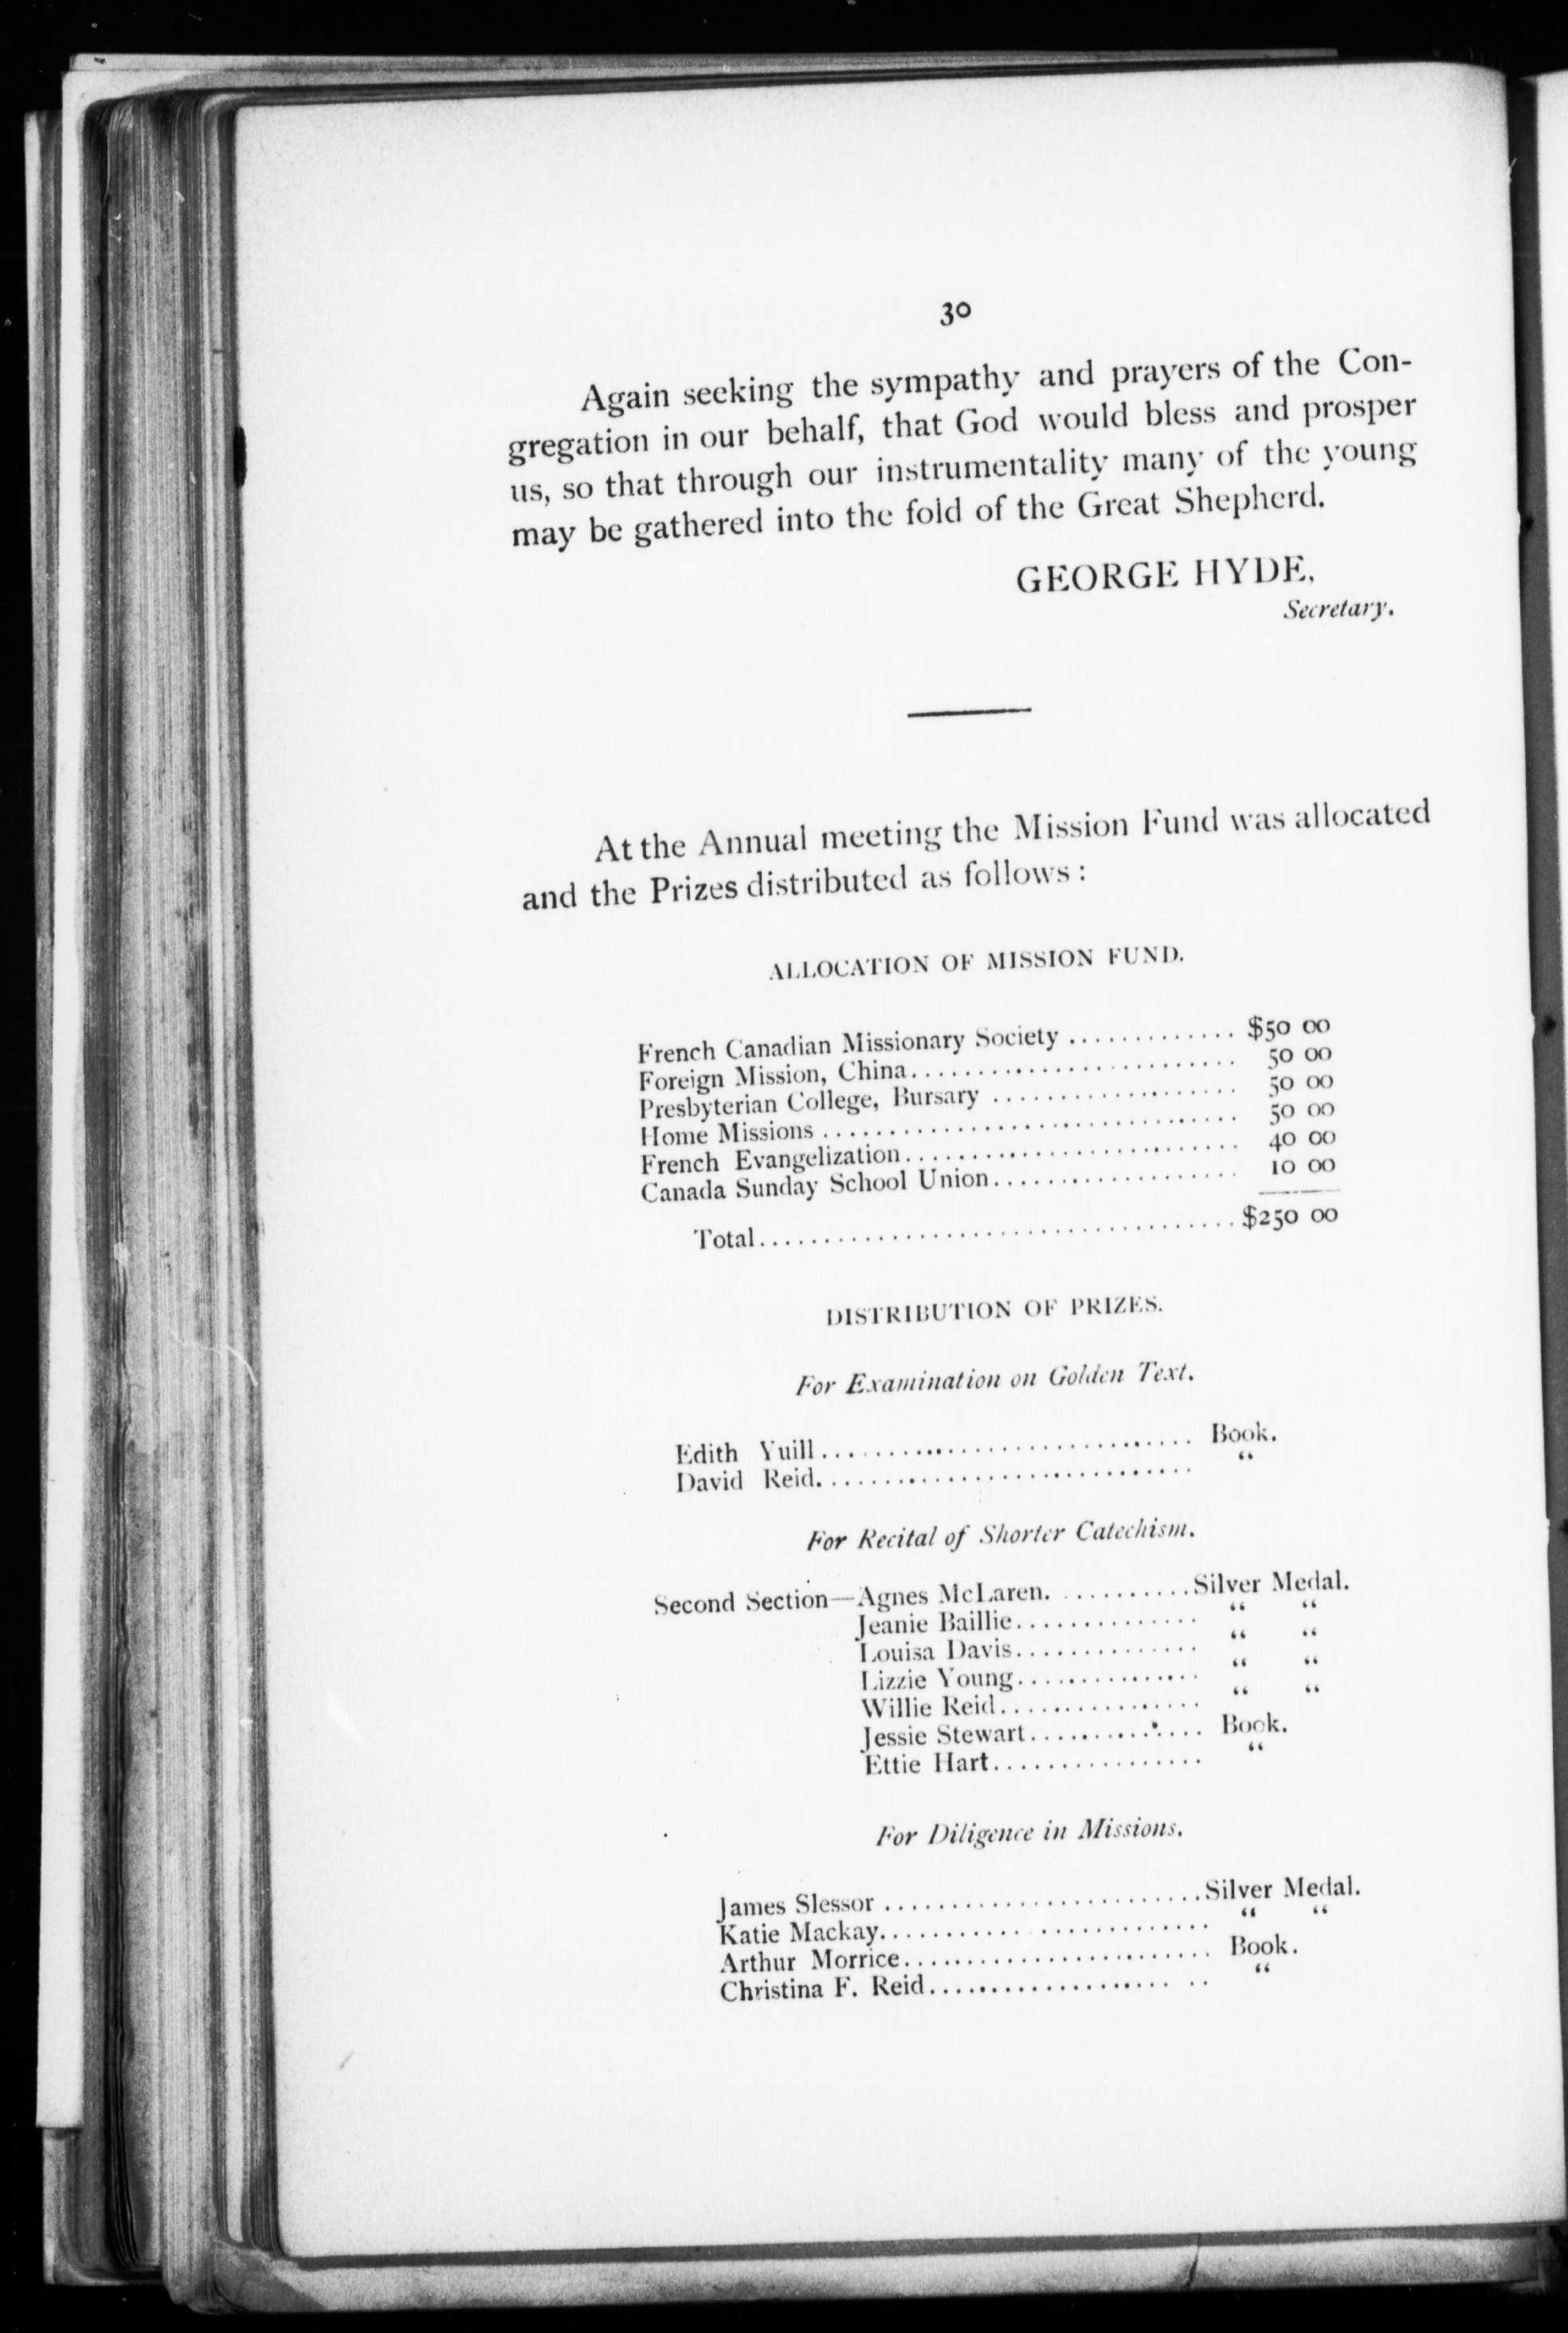 30
Again seeking the sympathy and prayers of the Con-
gregation in our behalf, that God would bless and prosper
us, so that through our instrumentality many of the young
may be gathered into the fold of the Great Shepherd.
GEORGE HYDE,
Secretary.
At the Annual meeting the Mission Fund was allocated
and the Prizes distributed as follows :
ALLOCATION OF MISSION FUND.
French Canadian Missionary Society ............. $50 00
Foreign Mission, China......................... 50 00
Presbyterian College, Bursary ................... 50 00
Home Missions ................................ 50 00
French Evangelization.......................... 40 00
Canada Sunday School Union................... 10 00
Total....................................$250 00
DISTRIBUTION OF PRIZES.
For Examination on Golden Text.
Edith Yuill............................ Book.
David Reid............................ “
For Recital of Shorter Catechism.
Second Section—Agnes McLaren. ..........Silver Medal.
Jeanie Baillie.............. “ “
Louisa Davis.............. “ “
Lizzie Young.............. “ “
Willie Reid................ “ “
Jessie Stewart............. Book.
Ettie Hart................ “
For Diligence in Missions.
James Slessor ........................Silver Medal.
Katie Mackay......................... “ “
Arthur Morrice........................ Book.
Christina F. Reid.................... “